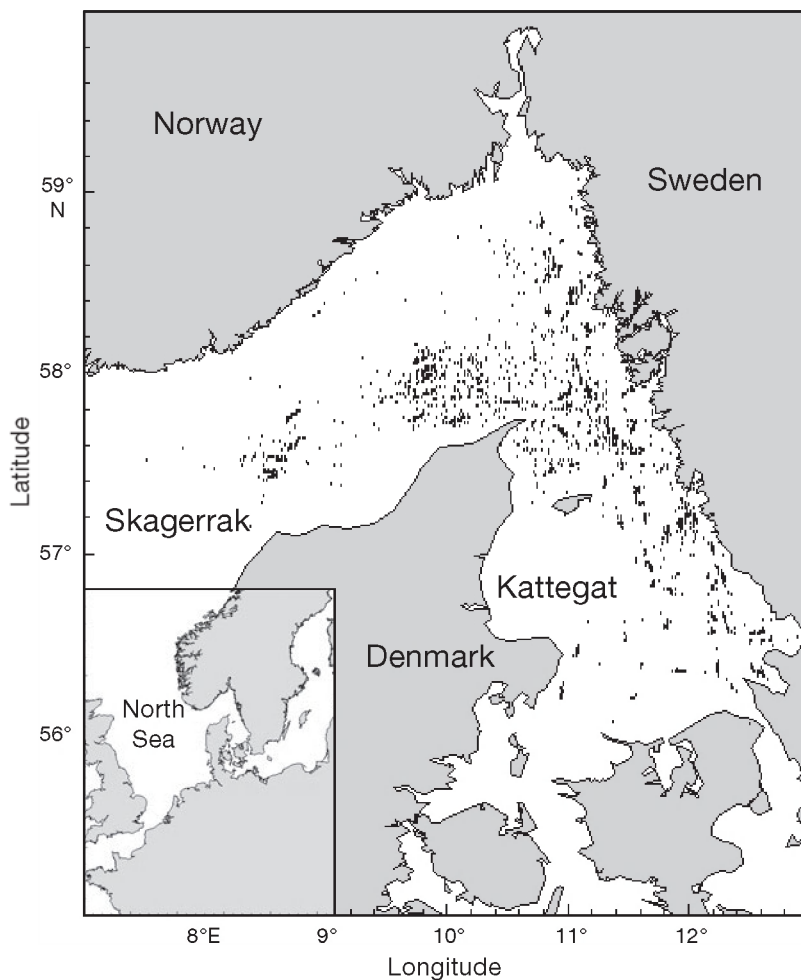 Norway
Sweden
59°
N
58°
Latitude
Skagerrak
57°
Kattegat
Denmark
North
Sea
56°
8°E
9°
10°
11°
12°
Longitude